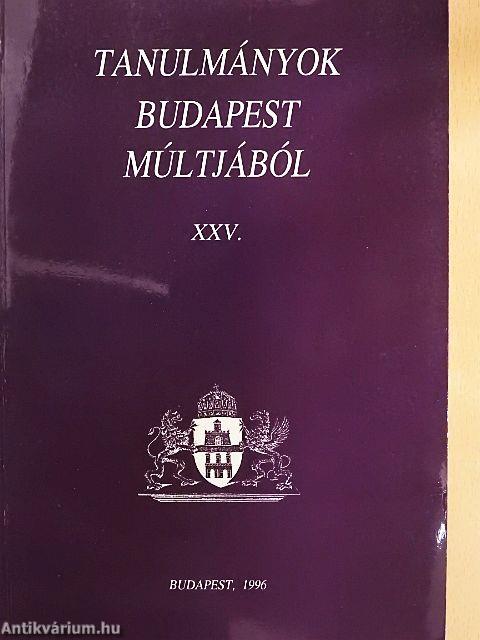 TANULMÁNYOK
BUDAPEST
MÚLTJÁBÓL
XXV.
BUDAPEST, 1996
Antikvárium.hu